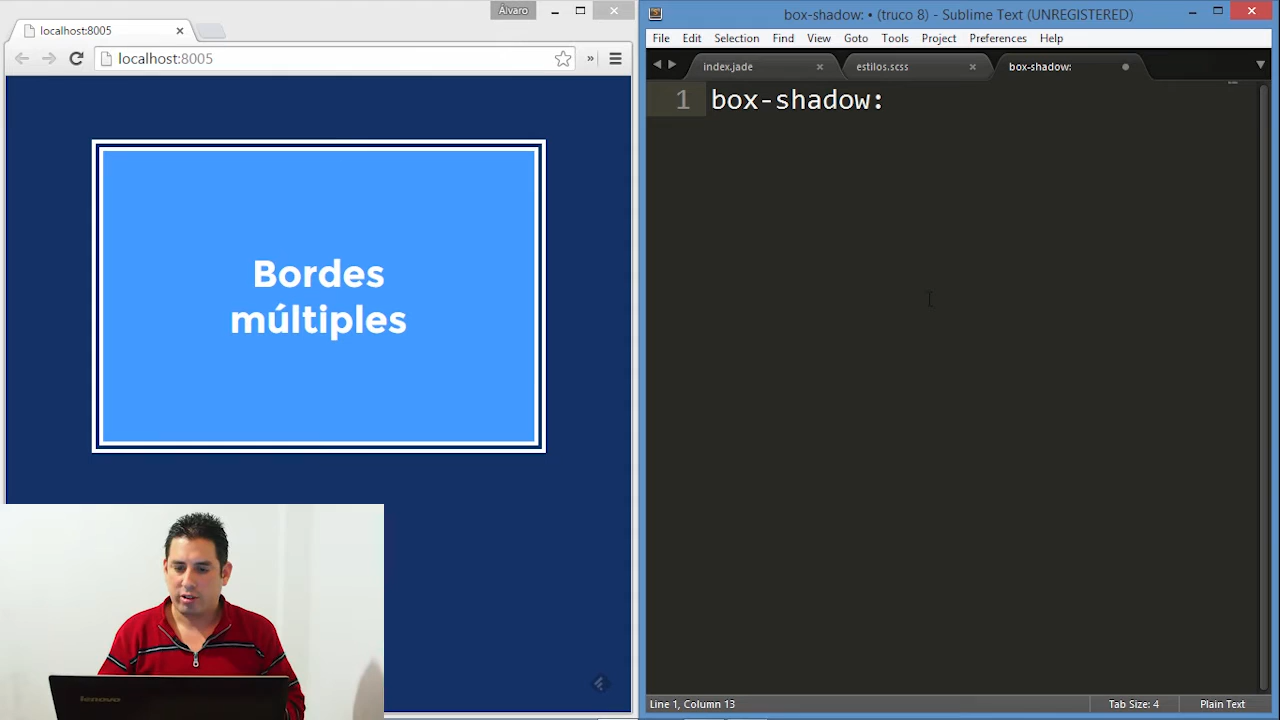 Álvaro
localhost:8005
localhost:8005
»
Bordes
múltiples
lenovo
box-shadow: • (truco 8) - Sublime Text (UNREGISTERED)
File Edit Selection Find View Goto Tools Project Preferences Help
index.jade estilos.scss box-shadow:
1 box-shadow:
Line 1, Column 13 Tab Size: 4 Plain Text